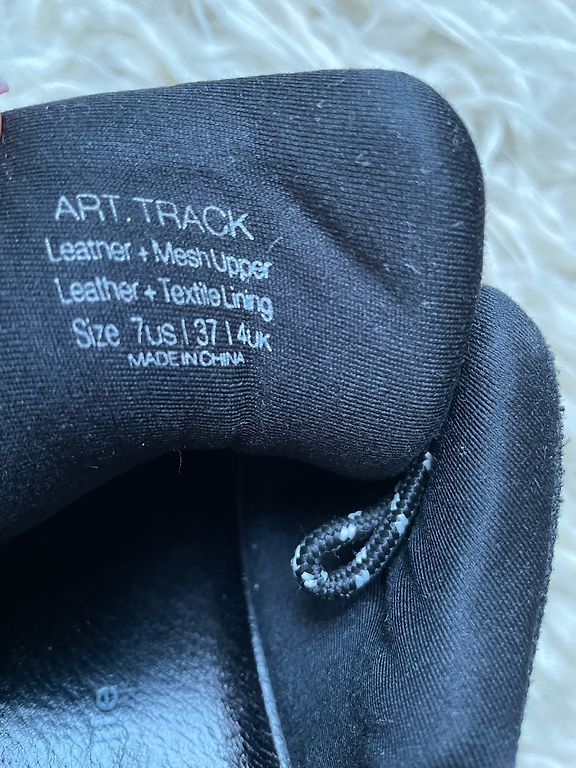 ART. TRACK
Leather + Mesh Upper
Leather + Textile Lining
Size 7US | 37 | 4UK
MADE IN CHINA